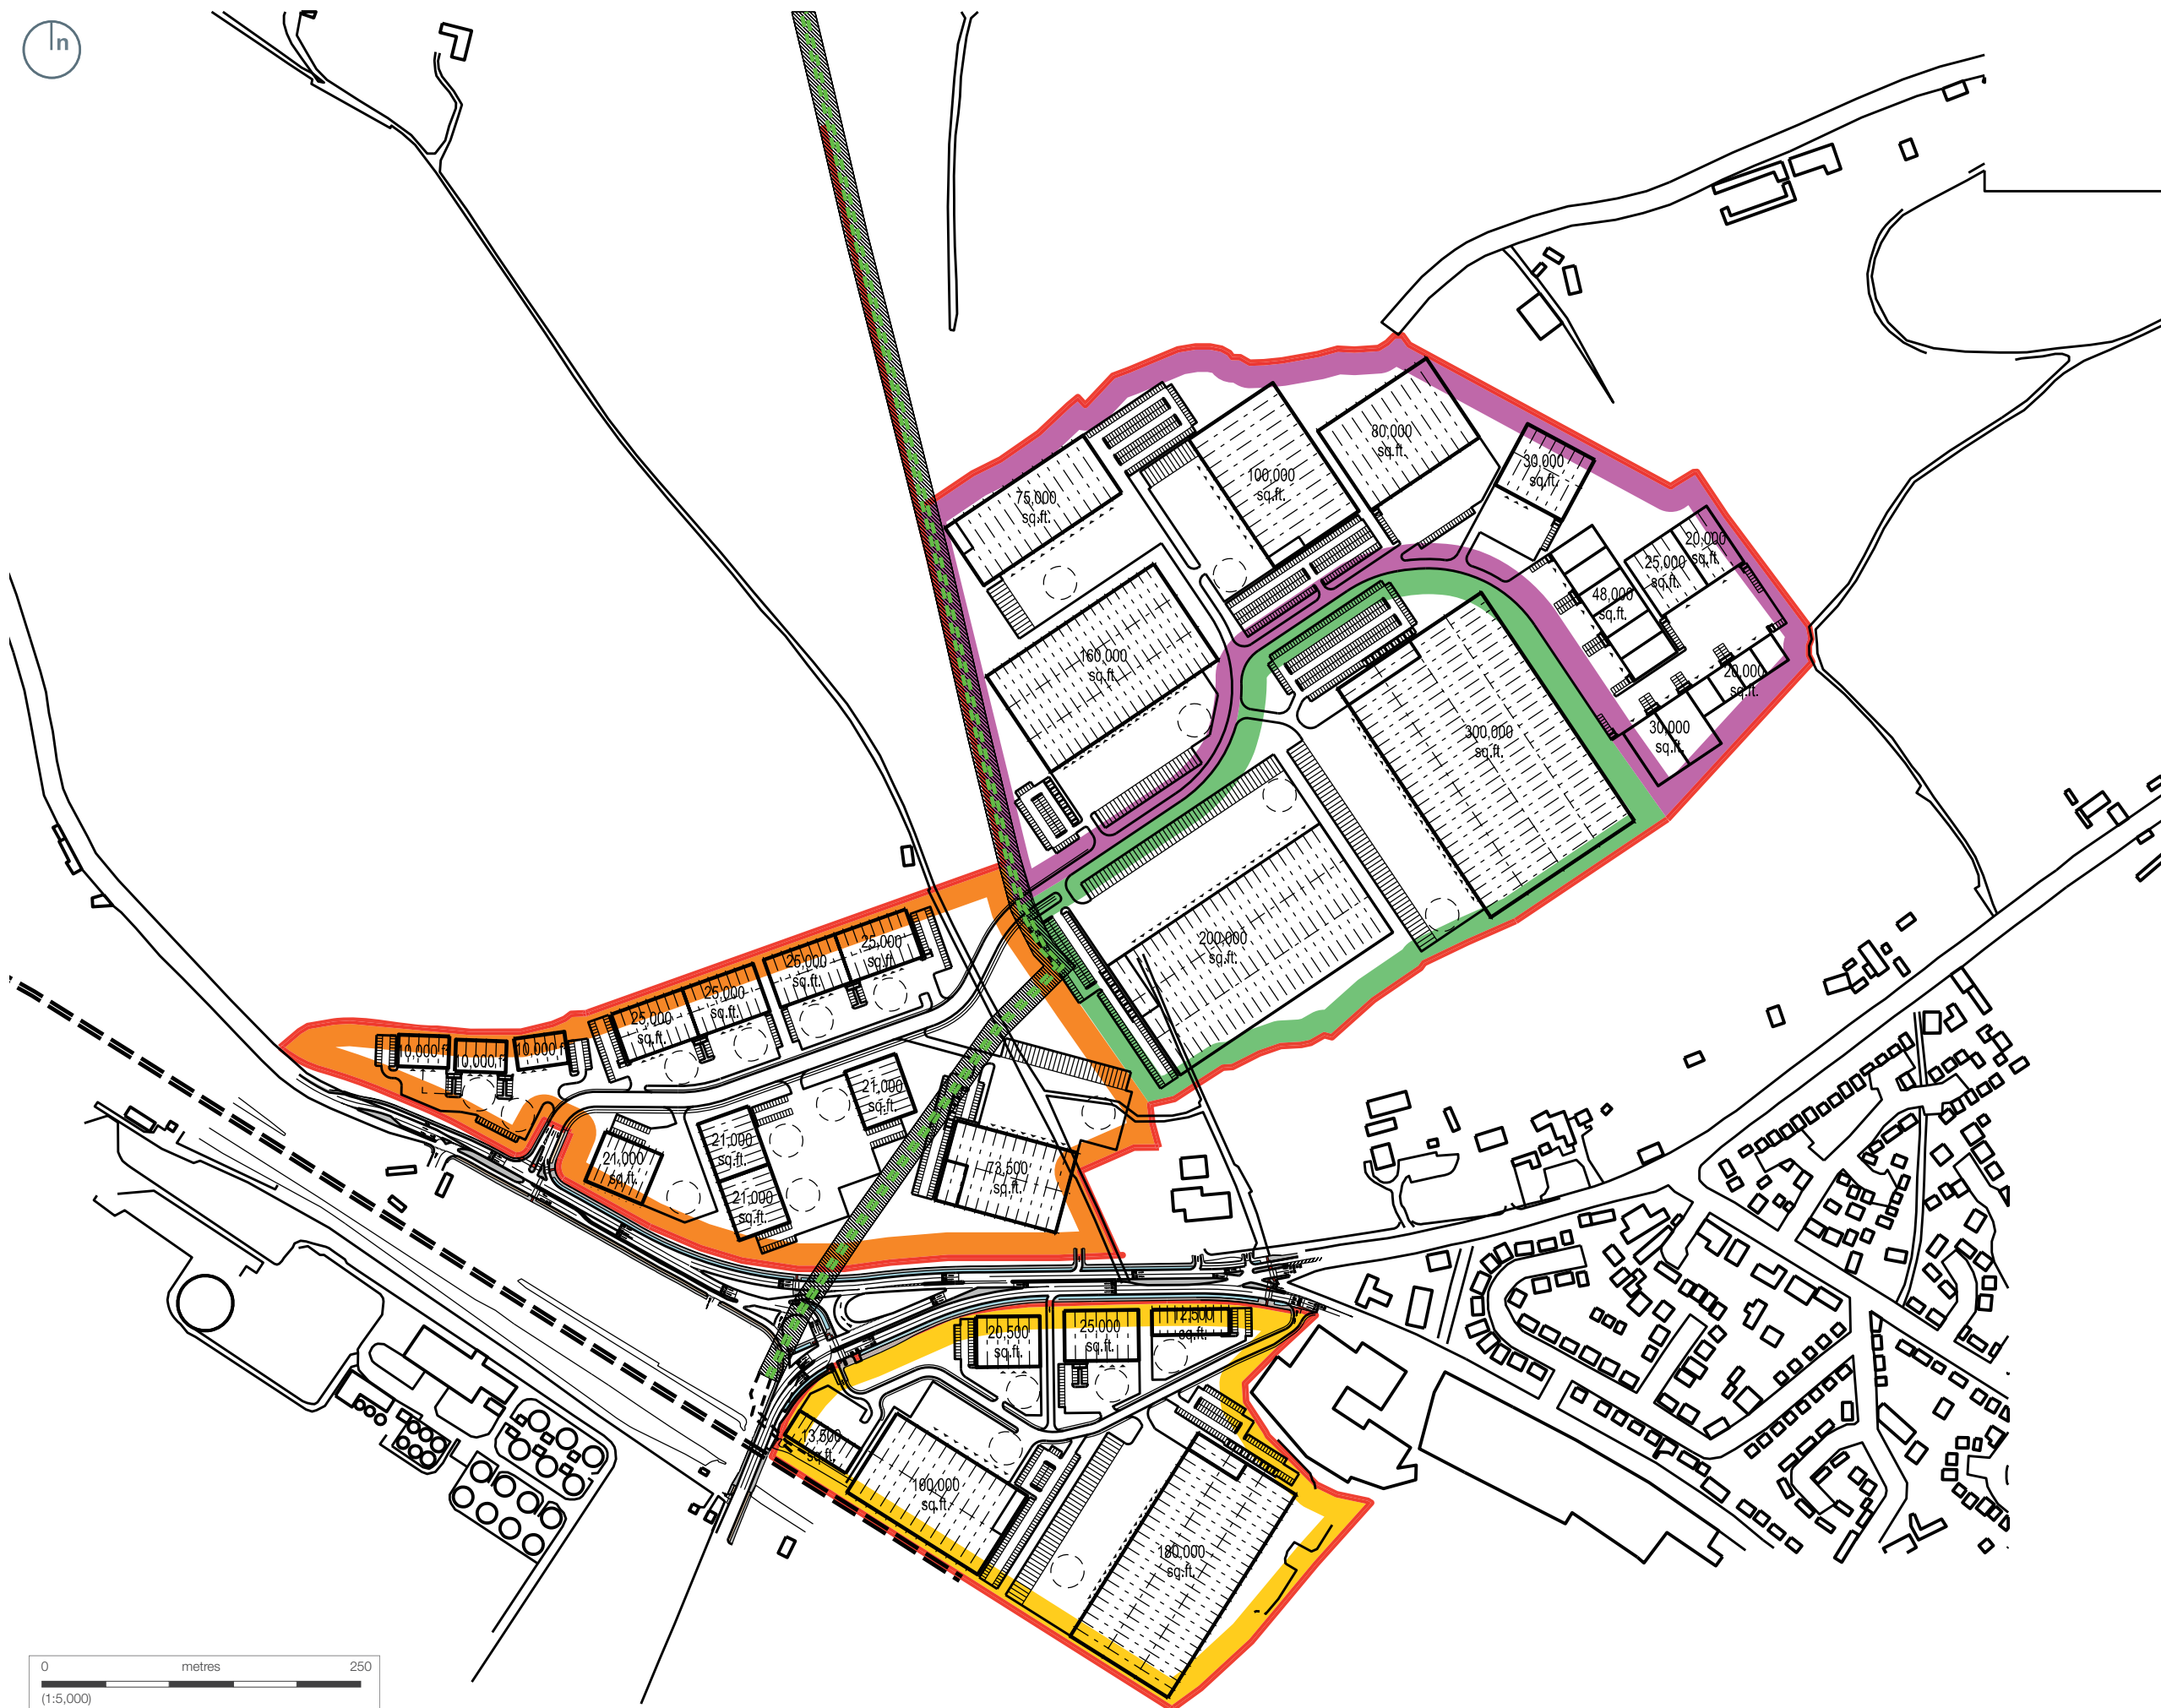 n
80,000
sq.ft.
30,000
sq.ft.
100,000
sq.ft.
75,000
sq.ft.
20,000
sq.ft.
25,000
sq.ft.
48,000
sq.ft.
160,000
sq.ft.
20,000
sq.ft.
30,000
sq.ft.
300,000
sq.ft.
200,000
sq.ft.
25,000
sq.ft.
25,000
sq.ft.
25,000
sq.ft.
25,000
sq.ft.
10,000 f
10,000 f
10,000 f
21,000
sq.ft.
21,000
sq.ft.
21,000
sq.ft.
21,000
sq.ft.
73,500
sq.ft.
20,500
sq.ft.
25,000
sq.ft.
12,500
sq.ft.
13,500
sq.ft.
100,000
sq.ft.
180,000
sq.ft.
0 metres 250
(1:5,000)